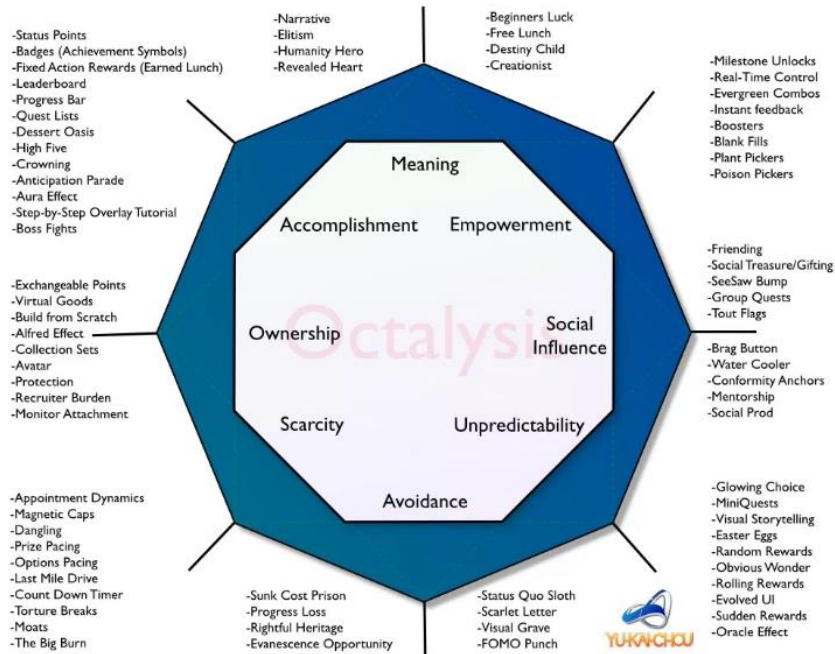 -Narrative
-Elitism
-Humanity Hero
-Revealed Heart
-Beginners Luck
-Free Lunch
-Destiny Child
-Creationist
-Status Points
-Badges (Achievement Symbols)
-Fixed Action Rewards (Earned Lunch)
-Leaderboard
-Progress Bar
-Quest Lists
-Dessert Oasis
-High Five
-Crowning
-Anticipation Parade
-Aura Effect
-Step-by-Step Overlay Tutorial
-Boss Fights
-Milestone Unlocks
-Real-Time Control
-Evergreen Combos
-Instant feedback
-Boosters
-Blank Fills
-Plant Pickers
-Poison Pickers
Meaning
Accomplishment
Empowerment
Ownership
Octalysis
Social
Influence
Scarcity
Unpredictability
Avoidance
-Exchangeable Points
-Virtual Goods
-Build from Scratch
-Alfred Effect
-Collection Sets
-Avatar
-Protection
-Recruiter Burden
-Monitor Attachment
-Friending
-Social Treasure/Gifting
-SeeSaw Bump
-Group Quests
-Tout Flags
-Brag Button
-Water Cooler
-Conformity Anchors
-Mentorship
-Social Prod
-Appointment Dynamics
-Magnetic Caps
-Dangling
-Prize Pacing
-Options Pacing
-Last Mile Drive
-Count Down Timer
-Torture Breaks
-Moats
-The Big Burn
-Sunk Cost Prison
-Progress Loss
-Rightful Heritage
-Evanescence Opportunity
-Status Quo Sloth
-Scarlet Letter
-Visual Grave
-FOMO Punch
-Glowing Choice
-MiniQuests
-Visual Storytelling
-Easter Eggs
-Random Rewards
-Obvious Wonder
-Rolling Rewards
-Evolved UI
-Sudden Rewards
-Oracle Effect
YU-KAI CHOU